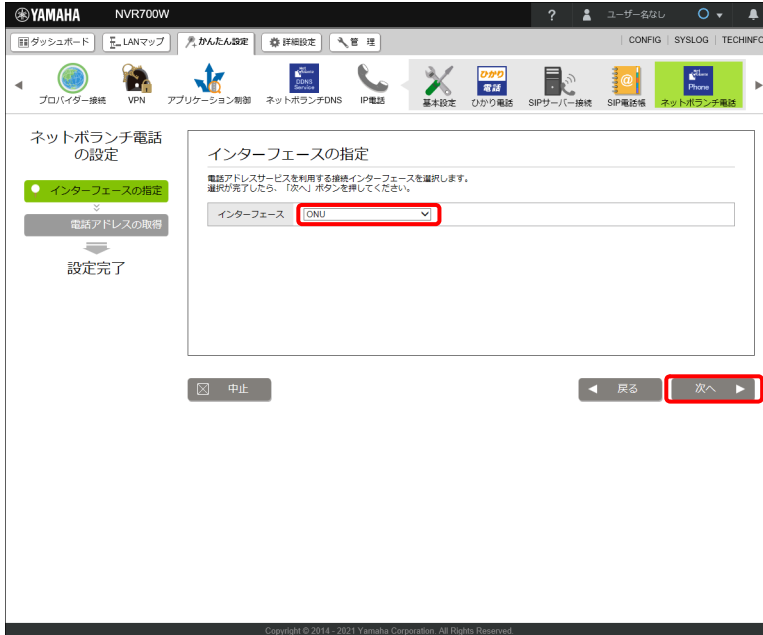 YAMAHA NVR700W ? ユーザー名なし
ダッシュボード LANマップ かんたん設定 詳細設定 管 理 CONFIG SYSLOG TECHINFO
プロバイダー接続 VPN アプリケーション制御 ネットボランチDNS IP電話 基本設定 ひかり電話 SIPサーバー接続 SIP電話帳 ネットボランチ電話
ネットボランチ電話
の設定
インターフェースの指定
電話アドレスの取得
設定完了
インターフェースの指定
電話アドレスサービスを利用する接続インターフェースを選択します。
選択が完了したら、「次へ」ボタンを押してください。
インターフェース ONU
中止 戻る 次へ
Copyright © 2014 - 2021 Yamaha Corporation. All Rights Reserved.